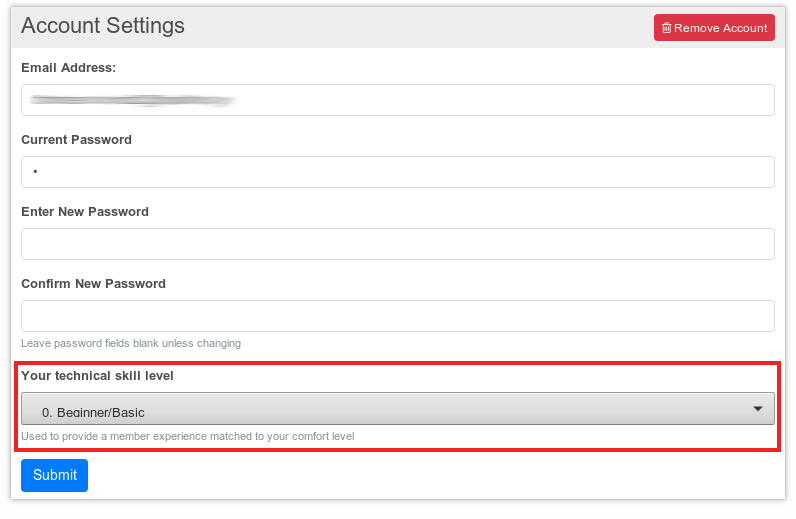 Account Settings
Remove Account
Email Address:
Current Password
•
Enter New Password
Confirm New Password
Leave password fields blank unless changing
Your technical skill level
0. Beginner/Basic
Used to provide a member experience matched to your comfort level
Submit